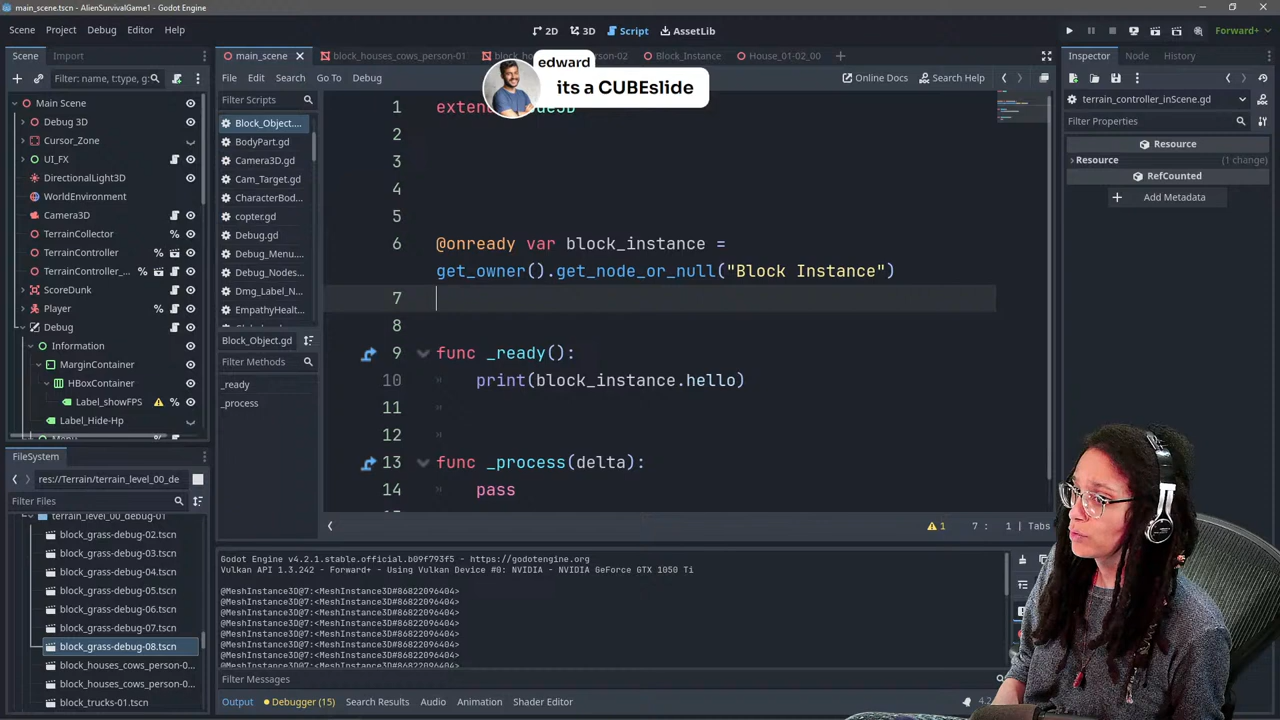 main_scene.tscn - AlienSurvivalGame1 - Godot Engine
Scene Project Debug Editor Help
2D 3D Script AssetLib
Forward+
Scene Import
Filter: name, t:type, g:
Main Scene
Debug 3D
Cursor_Zone
UI_FX
DirectionalLight3D
WorldEnvironment
Camera3D
TerrainCollector
TerrainController
TerrainController_...
ScoreDunk
Player
Debug
Information
MarginContainer
HBoxContainer
Label_showFPS
Label_Hide-Hp
FileSystem
res://Terrain/terrain_level_00_de
Filter Files
terrain_level_00_debug-01
block_grass-debug-02.tscn
block_grass-debug-03.tscn
block_grass-debug-04.tscn
block_grass-debug-05.tscn
block_grass-debug-06.tscn
block_grass-debug-07.tscn
block_grass-debug-08.tscn
block_houses_cows_person-0...
block_houses_cows_person-0...
block_trucks-01.tscn
main_scene block_houses_cows_person-01 Block_Instance House_01-02_00
edward
its a CUBEslide
File Edit Search Go To Debug
Online Docs Search Help
Filter Scripts
Block_Object....
BodyPart.gd
Camera3D.gd
Cam_Target.gd
CharacterBod...
copter.gd
Debug.gd
Debug_Menu....
Debug_Nodes...
Dmg_Label_N...
EmpathyHealt...
Block_Object.gd
Filter Methods
_ready
_process
1
2
3
4
5
6 @onready var block_instance =
get_owner().get_node_or_null("Block Instance")
7
8
9 func _ready():
10 print(block_instance.hello)
11
12
13 func _process(delta):
14 pass
1 7 : 1 | Tabs
Godot Engine v4.2.1.stable.official.b09f793f5 - https://godotengine.org
Vulkan API 1.3.242 - Forward+ - Using Vulkan Device #0: NVIDIA - NVIDIA GeForce GTX 1050 Ti
@MeshInstance3D@7:<MeshInstance3D#86822096404>
@MeshInstance3D@7:<MeshInstance3D#86822096404>
@MeshInstance3D@7:<MeshInstance3D#86822096404>
@MeshInstance3D@7:<MeshInstance3D#86822096404>
@MeshInstance3D@7:<MeshInstance3D#86822096404>
@MeshInstance3D@7:<MeshInstance3D#86822096404>
@MeshInstance3D@7:<MeshInstance3D#86822096404>
Filter Messages
Output Debugger (15) Search Results Audio Animation Shader Editor
Inspector Node History
terrain_controller_inScene.gd
Filter Properties
Resource
Resource (1 change)
RefCounted
Add Metadata